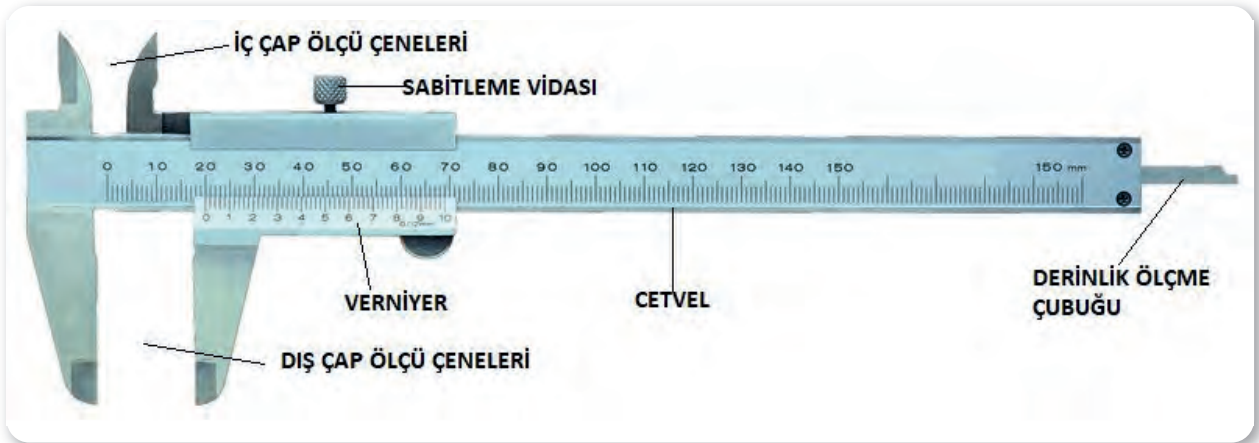 İÇ ÇAP ÖLÇÜ ÇENELERİ
SABİTLEME VİDASI
0 10 20 30 40 50 60 70 80 90 100 110 120 130 140 150 150 mm
0 1 2 3 4 5 6 7 8 9 10
VERNİYER
CETVEL
DERİNLİK ÖLÇME
ÇUBUĞU
DIŞ ÇAP ÖLÇÜ ÇENELERİ